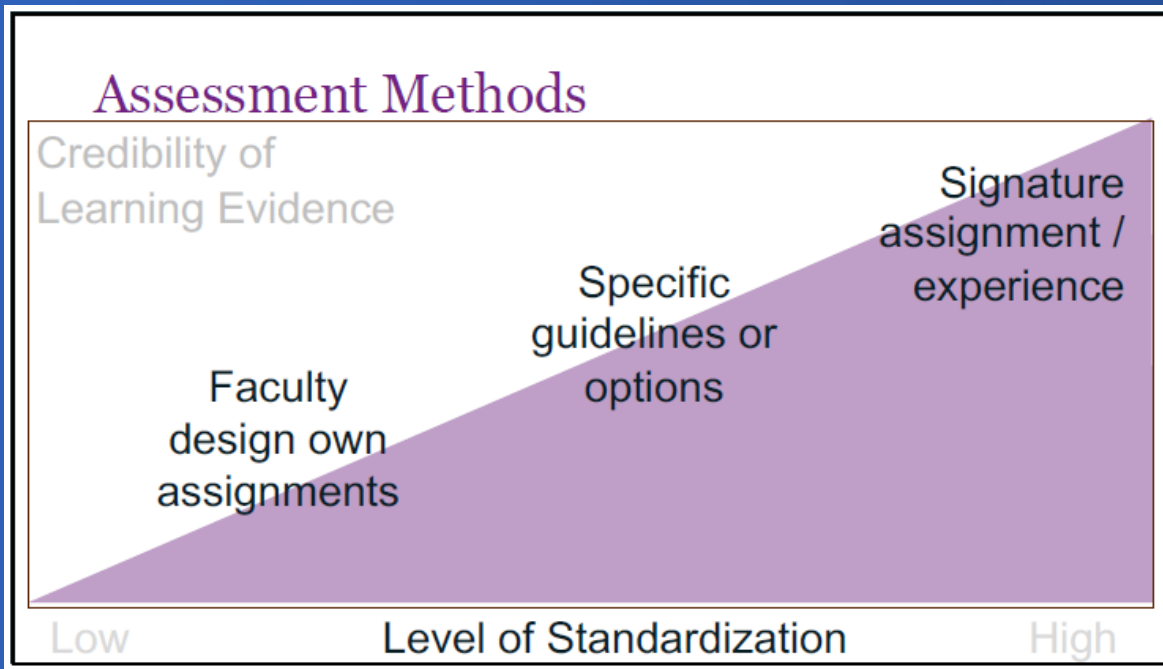 Assessment Methods
Credibility of
Learning Evidence
Signature
assignment /
experience
Specific
guidelines or
options
Faculty
design own
assignments
Low
Level of Standardization
High